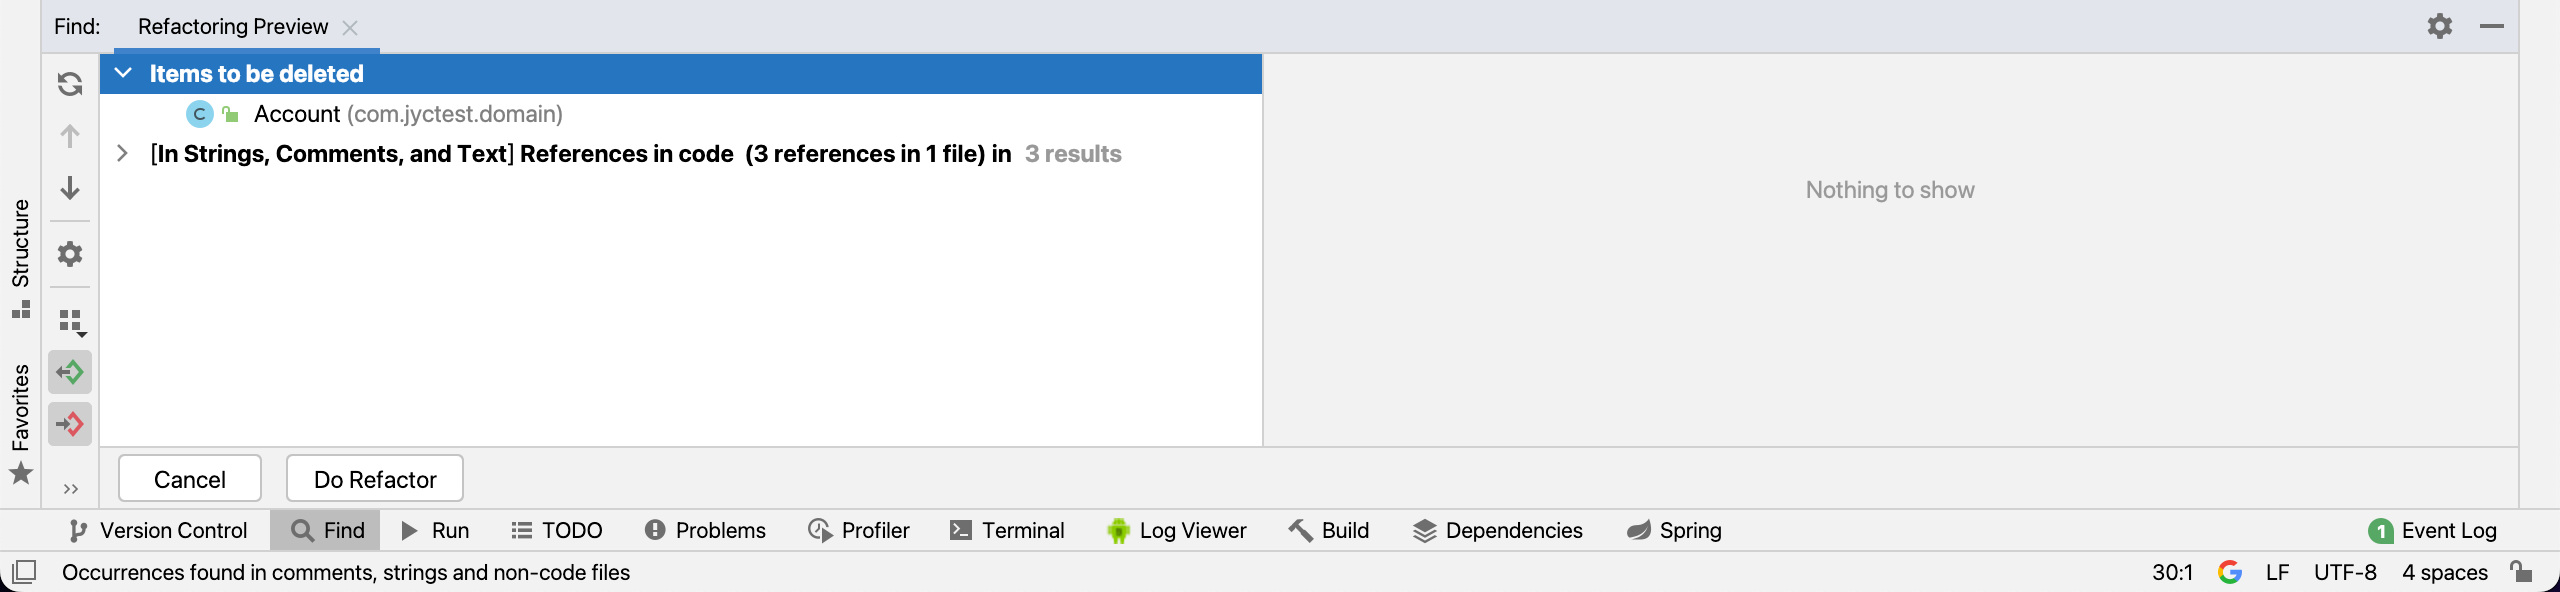 Find: Refactoring Preview
Items to be deleted
C Account (com.jyctest.domain)
[In Strings, Comments, and Text] References in code (3 references in 1 file) in 3 results
Nothing to show
Structure
Favorites
Cancel Do Refactor
Version Control Find Run TODO Problems Profiler Terminal Log Viewer Build Dependencies Spring 1 Event Log
Occurrences found in comments, strings and non-code files 30:1 G LF UTF-8 4 spaces